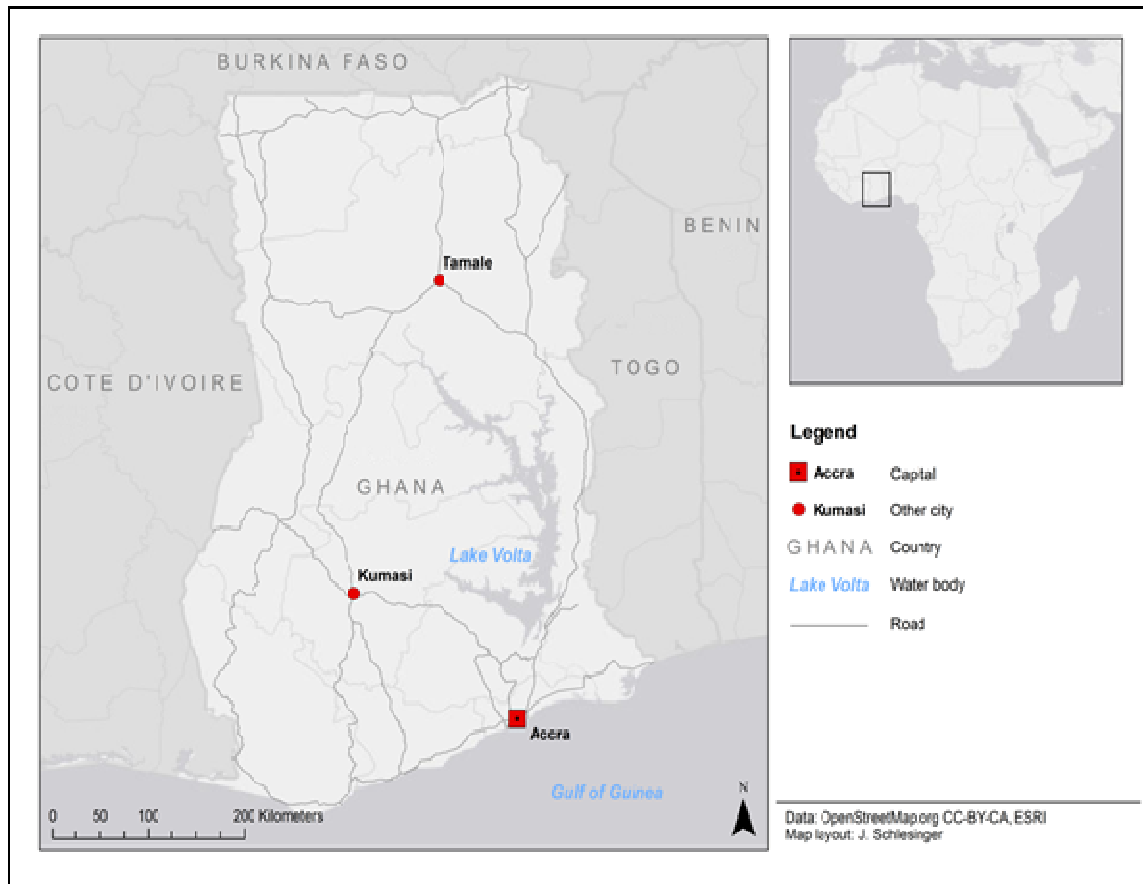 BURKINA FASO
BENIN
Tamale
TOGO
COTE D'IVOIRE
GHANA
Lake Volta
Kumasi
Accra
Gulf of Guinea
N
0 50 100 200 Kilometers
Legend
Accra Captal
Kumasi Other city
GHANA Country
Lake Volta Water body
Road
Data: OpenStreetMap.org CC-BY-CA, ESRI
Map layout: J. Schlesinger